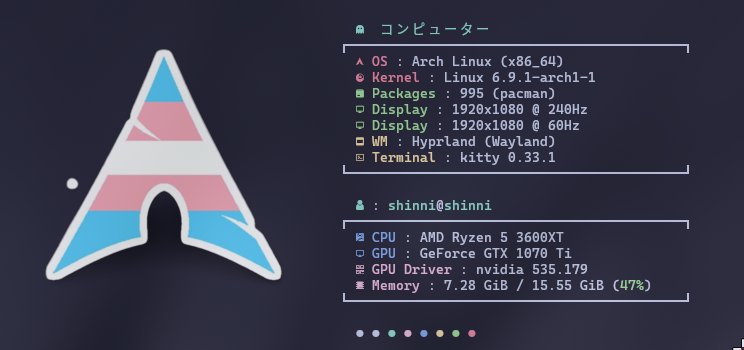 コンピューター
OS : Arch Linux (x86_64)
Kernel : Linux 6.9.1-arch1-1
Packages : 995 (pacman)
Display : 1920x1080 @ 240Hz
Display : 1920x1080 @ 60Hz
WM : Hyprland (Wayland)
Terminal : kitty 0.33.1
: shinni@shinni
CPU : AMD Ryzen 5 3600XT
GPU : GeForce GTX 1070 Ti
GPU Driver : nvidia 535.179
Memory : 7.28 GiB / 15.55 GiB (47%)